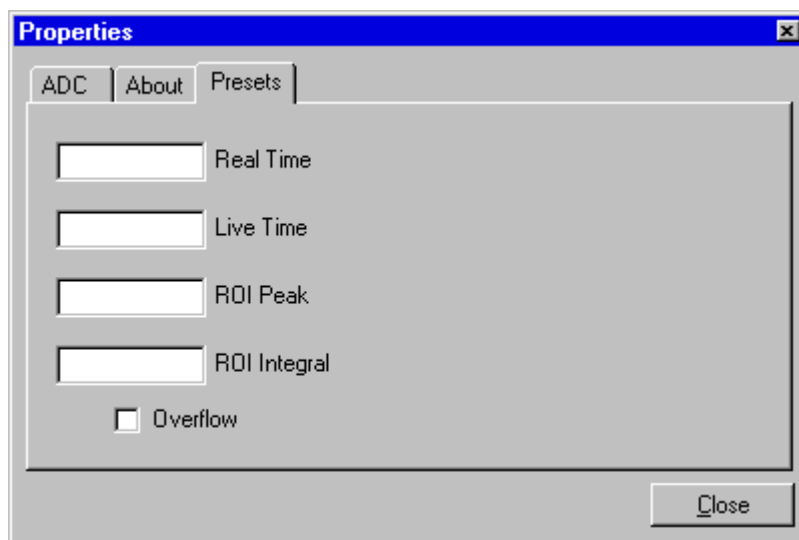 Properties
ADC About Presets
Real Time
Live Time
ROI Peak
ROI Integral
Overflow
Close